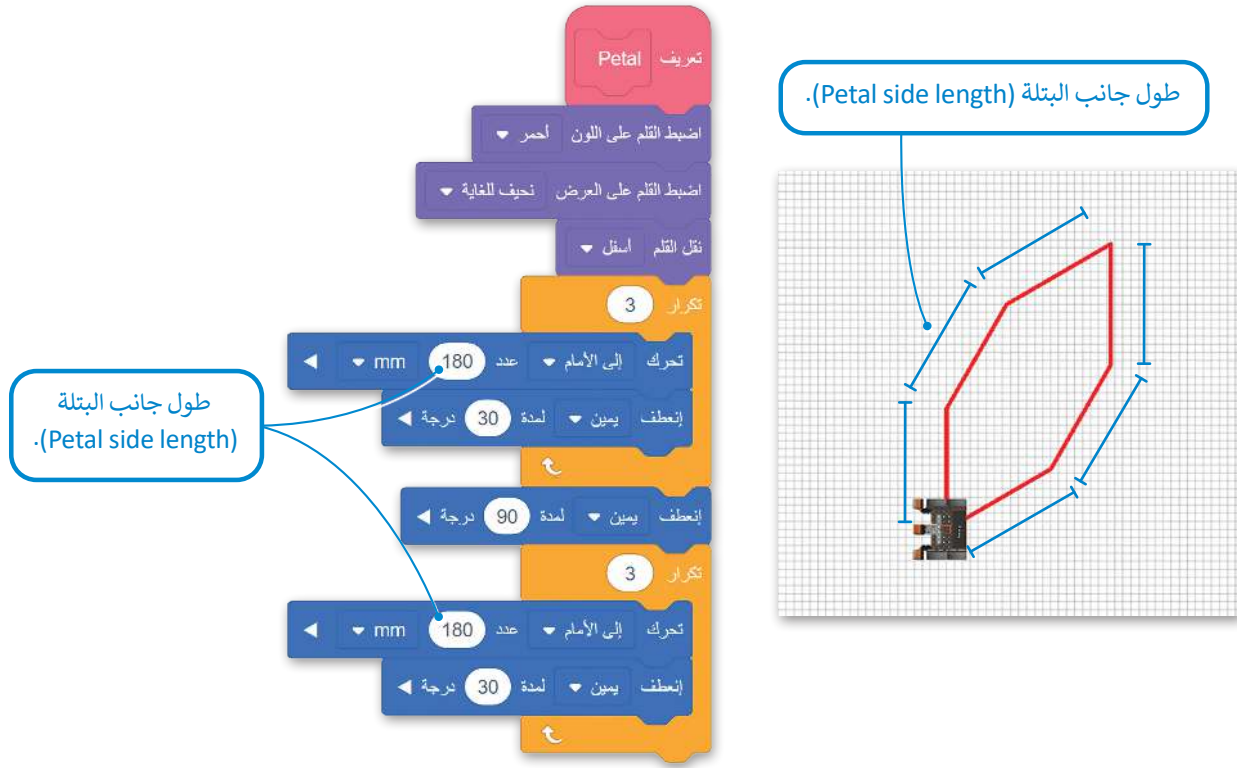 تعريف Petal
اضبط القلم على اللون أحمر
اضبط القلم على العرض نحيف للغاية
نقل القلم أسفل
تكرار 3
تحرك إلى الأمام عدد 180 mm
إنعطف يمين لمدة 30 درجة
إنعطف يمين لمدة 90 درجة
تكرار 3
تحرك إلى الأمام عدد 180 mm
إنعطف يمين لمدة 30 درجة
طول جانب البتلة (Petal side length).
طول جانب البتلة
(Petal side length).